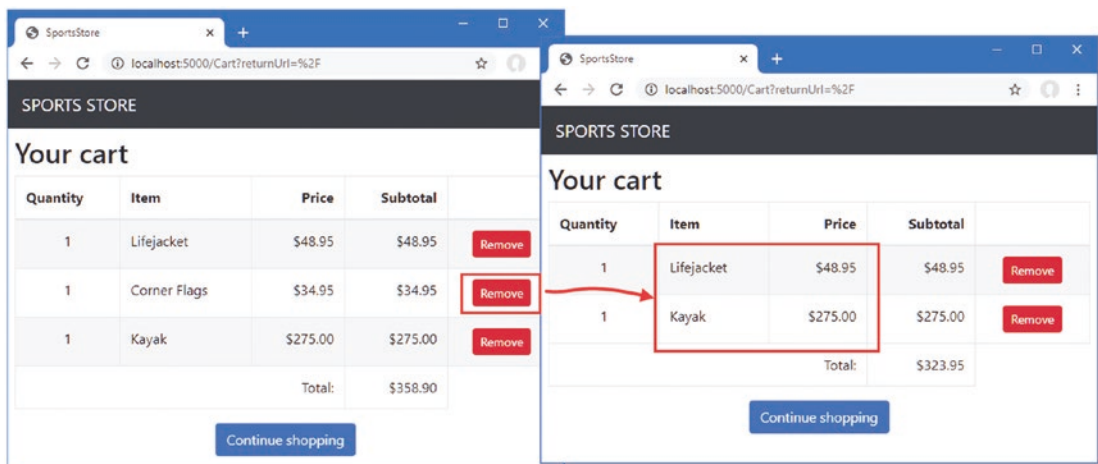 SportsStore
localhost:5000/Cart?returnUrl=%2F
SPORTS STORE
Your cart
Quantity Item Price Subtotal
1 Lifejacket $48.95 $48.95 Remove
1 Corner Flags $34.95 $34.95 Remove
1 Kayak $275.00 $275.00 Remove
Total: $358.90
Continue shopping
SportsStore
localhost:5000/Cart?returnUrl=%2F
SPORTS STORE
Your cart
Quantity Item Price Subtotal
1 Lifejacket $48.95 $48.95 Remove
1 Kayak $275.00 $275.00 Remove
Total: $323.95
Continue shopping